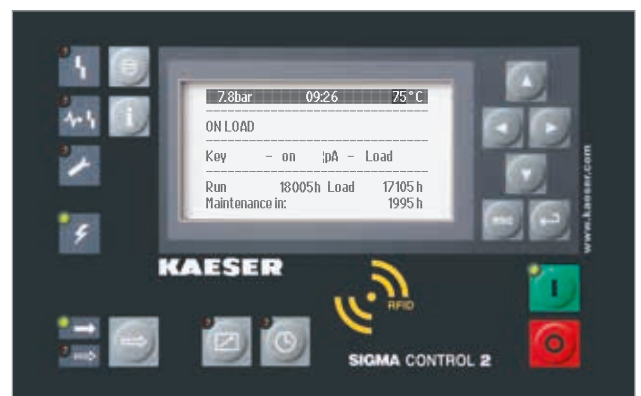 7.8bar 09:26 75°C
ON LOAD
Key - on ¦pA - Load
Run 18005h Load 17105 h
Maintenance in: 1995 h
KAESER
RFID
SIGMA CONTROL 2
esc
I
www.kaeser.com